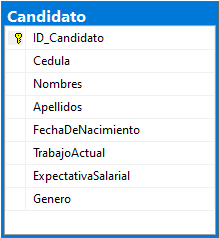 Candidato
ID_Candidato
Cedula
Nombres
Apellidos
FechaDeNacimiento
TrabajoActual
ExpectativaSalarial
Genero